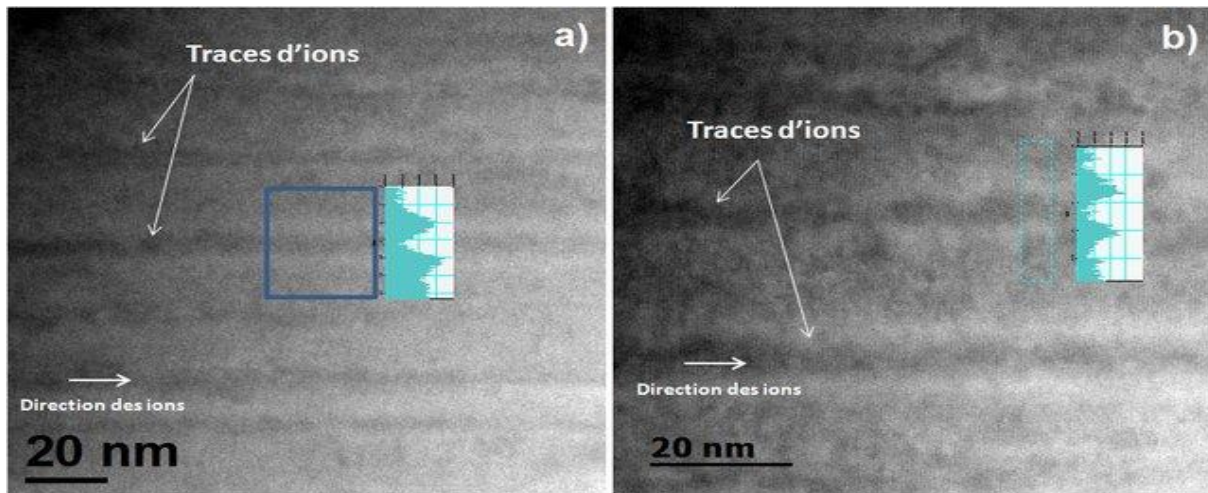 a)
Traces d'ions
Direction des ions
20 nm
b)
Traces d'ions
Direction des ions
20 nm